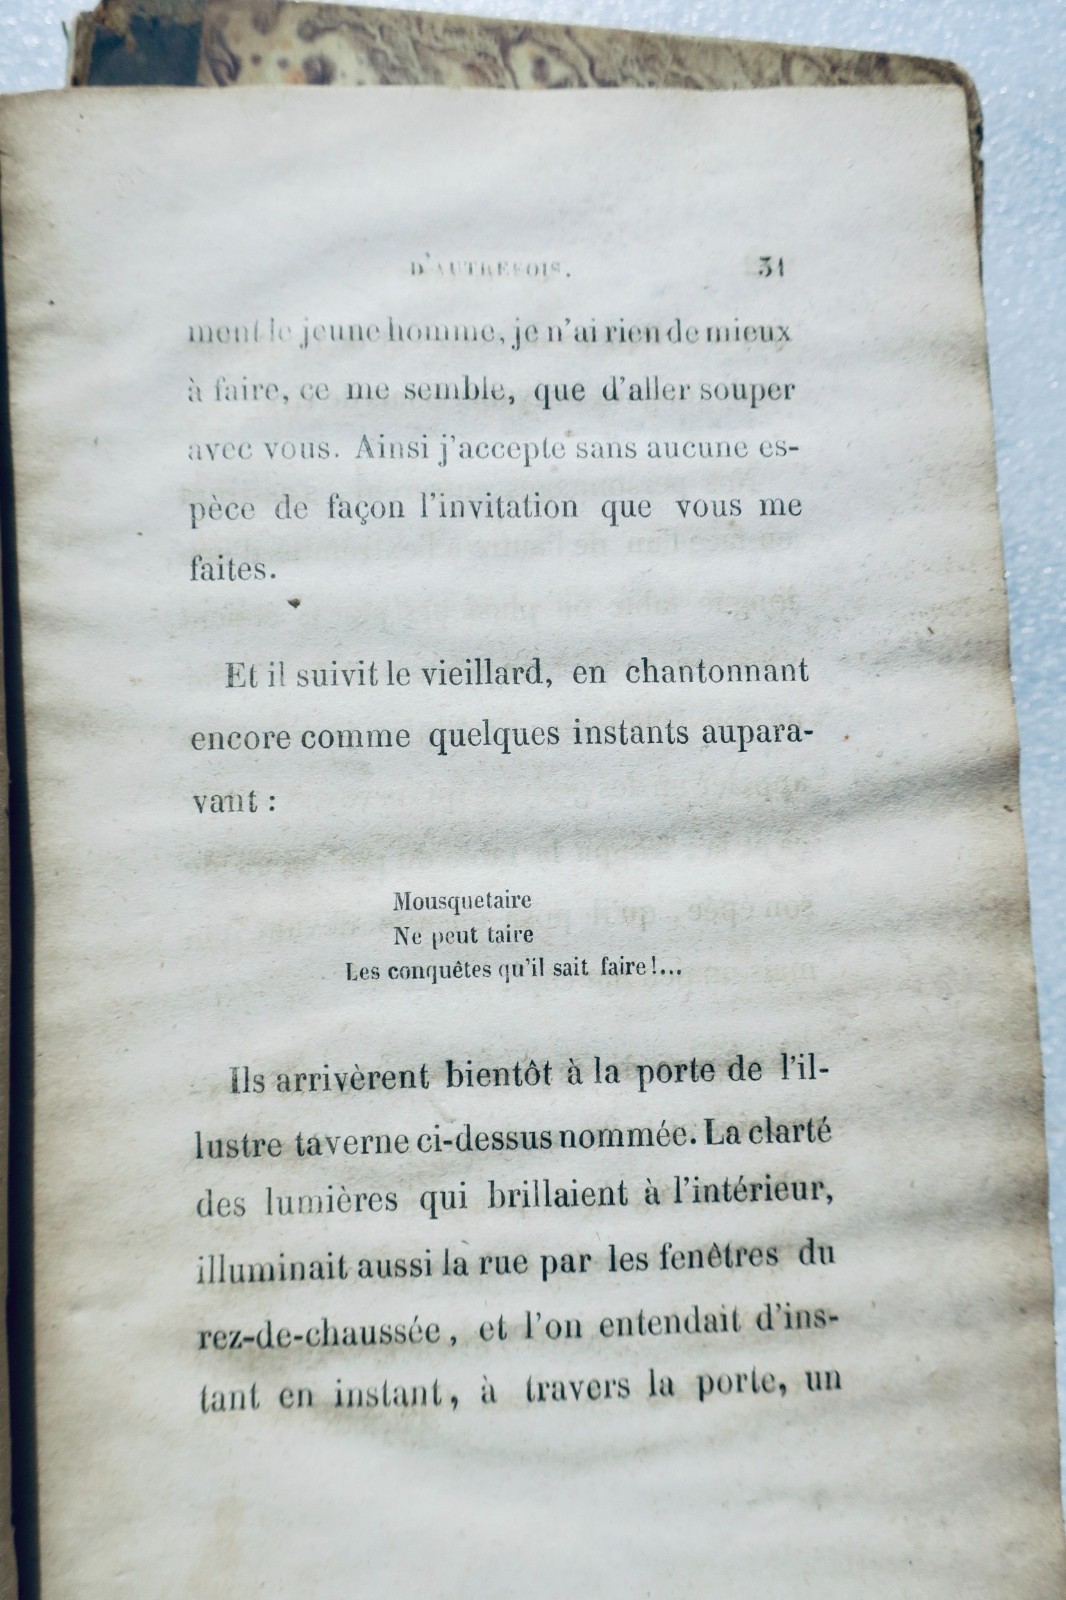 D'AUTREFOIS. 31
ment le jeune homme, je n'ai rien de mieux
à faire, ce me semble, que d'aller souper
avec vous. Ainsi j'accepte sans aucune es-
pèce de façon l'invitation que vous me
faites.
Et il suivit le vieillard, en chantonnant
encore comme quelques instants aupara-
vant :
Mousquetaire
Ne peut taire
Les conquêtes qu'il sait faire!...
Ils arrivèrent bientôt à la porte de l'il-
lustre taverne ci-dessus nommée. La clarté
des lumières qui brillaient à l'intérieur,
illuminait aussi la rue par les fenêtres du
rez-de-chaussée, et l'on entendait d'ins-
tant en instant, à travers la porte, un